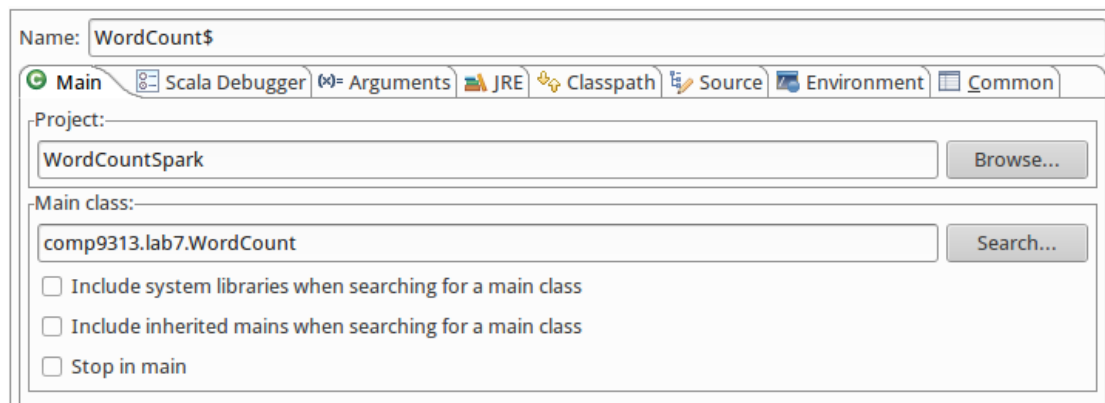 Name: WordCount$
Main Scala Debugger (x)= Arguments JRE Classpath Source Environment Common
Project:
WordCountSpark Browse...
Main class:
comp9313.lab7.WordCount Search...
Include system libraries when searching for a main class
Include inherited mains when searching for a main class
Stop in main